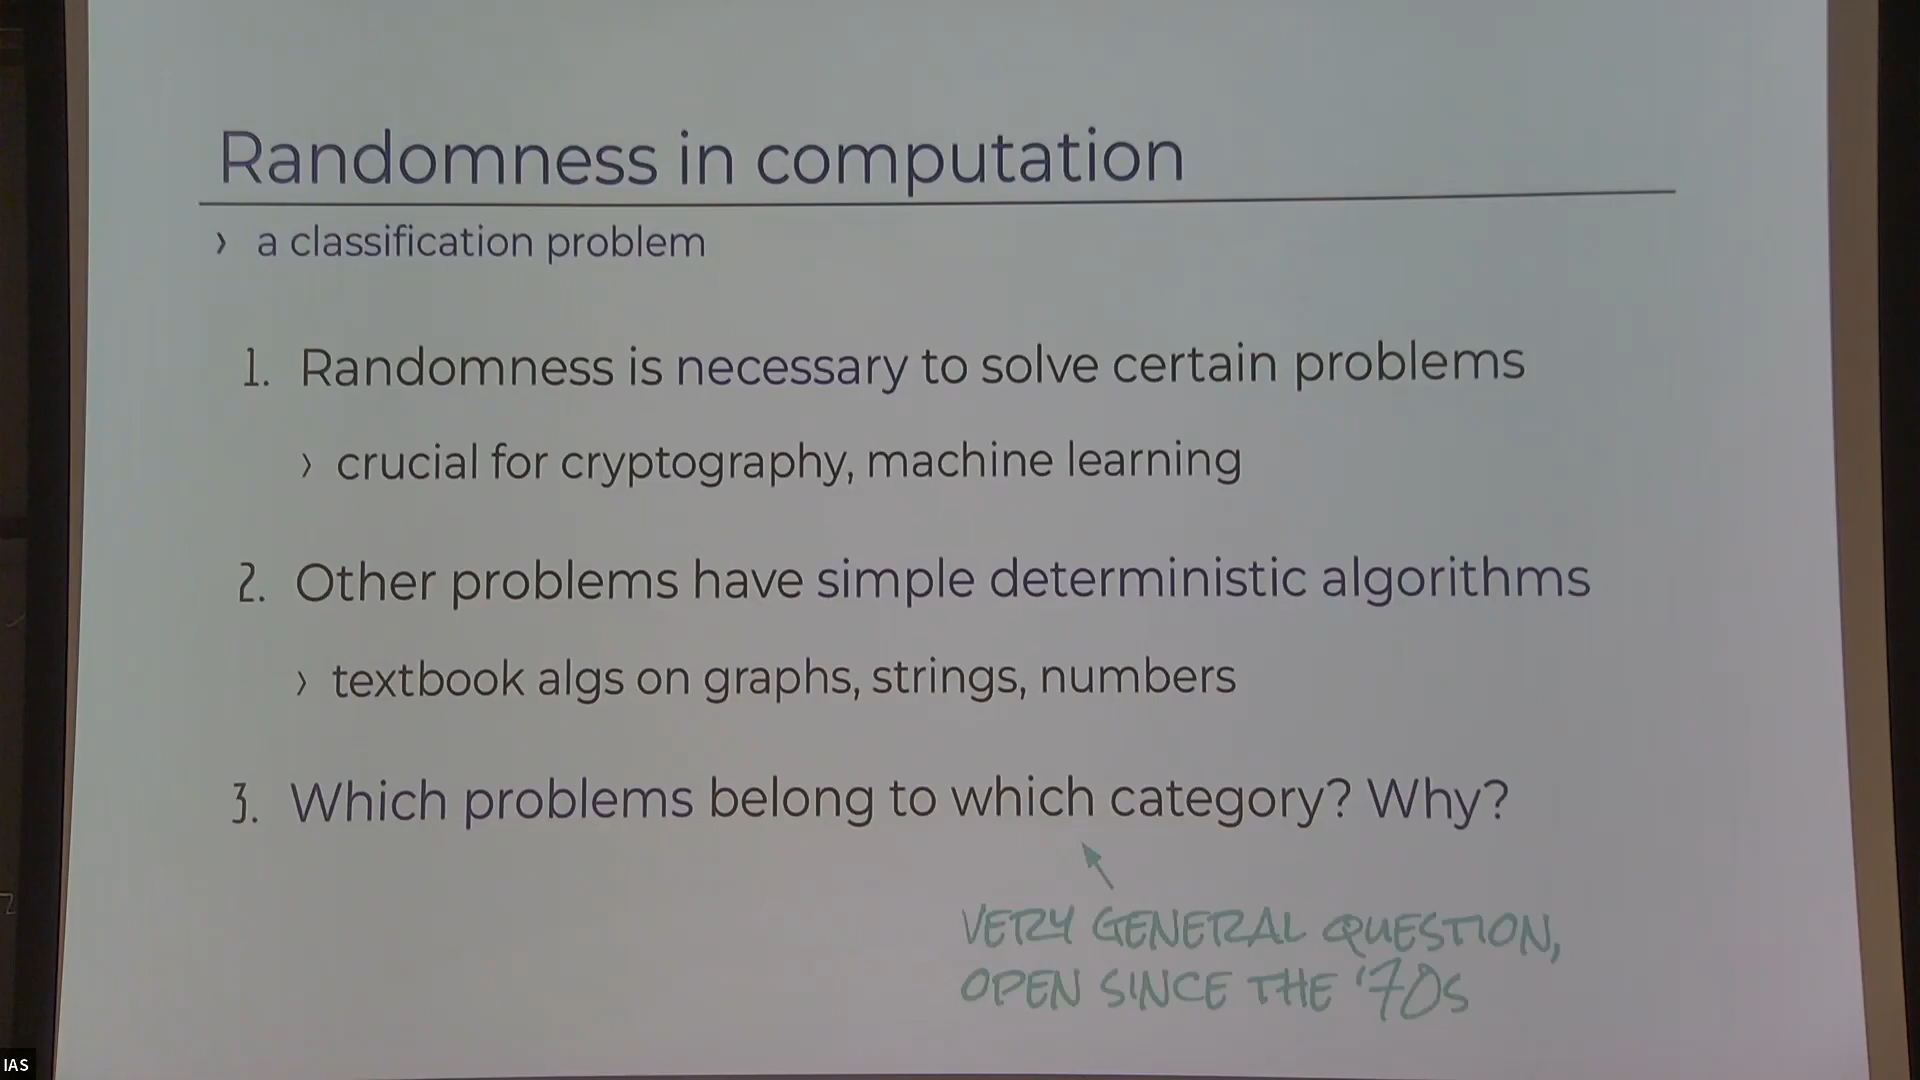 Randomness in computation
› a classification problem
1. Randomness is necessary to solve certain problems
› crucial for cryptography, machine learning
2. Other problems have simple deterministic algorithms
› textbook algs on graphs, strings, numbers
3. Which problems belong to which category? Why?
VERY GENERAL QUESTION,
OPEN SINCE THE '70s
IAS